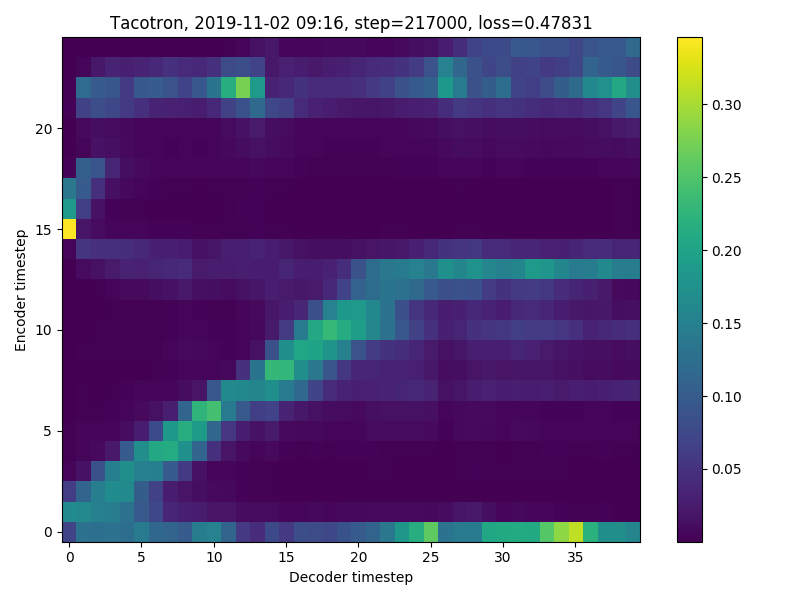 Tacotron, 2019-11-02 09:16, step=217000, loss=0.47831
Encoder timestep
20
15
10
5
0
0 5 10 15 20 25 30 35
Decoder timestep
0.30
0.25
0.20
0.15
0.10
0.05